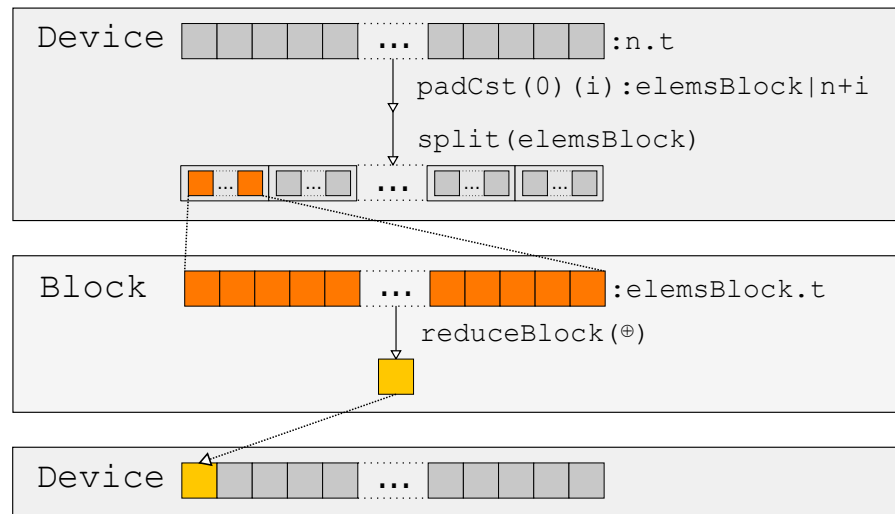 Device ... :n.t
padCst(0)(i):elemsBlock|n+i
split(elemsBlock)
... ... ... ... ...
Block ... :elemsBlock.t
reduceBlock(⊕)
Device ...